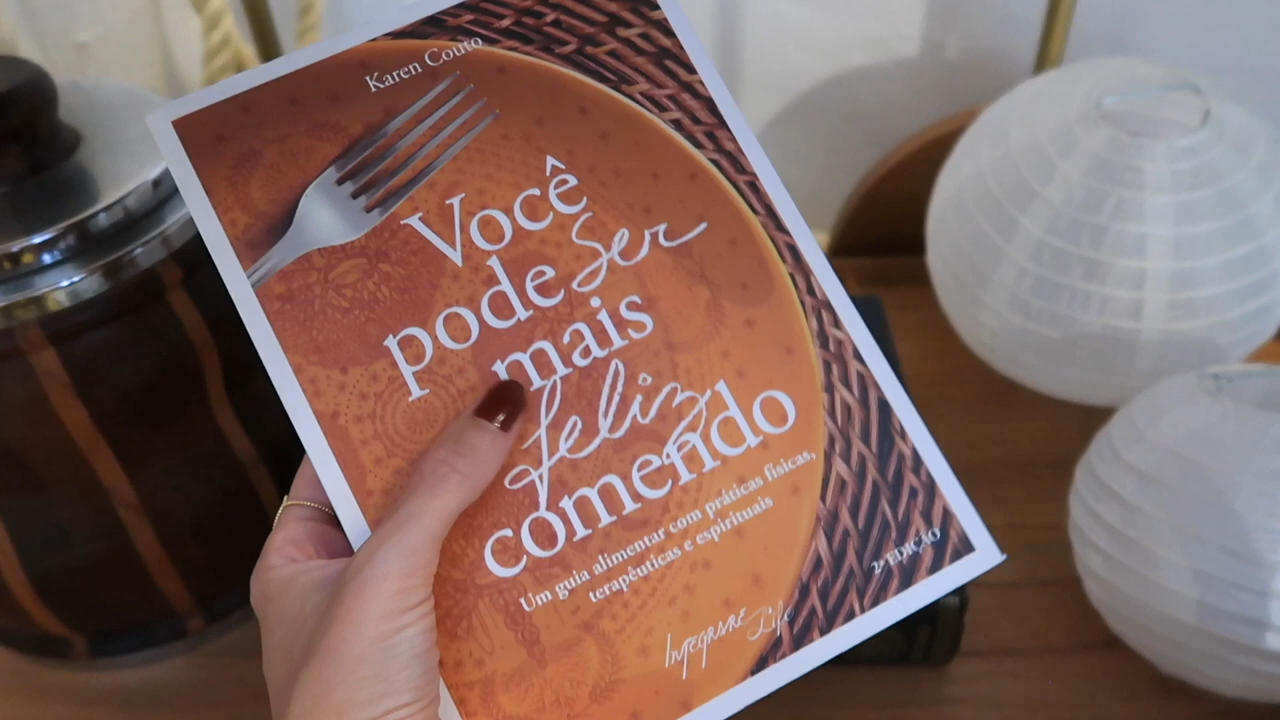 Karen Couto
Você
pode Ser
mais
feliz
comendo
Um guia alimentar com práticas físicas,
terapêuticas e espirituais
2ª EDIÇÃO
INTEGRARE Life